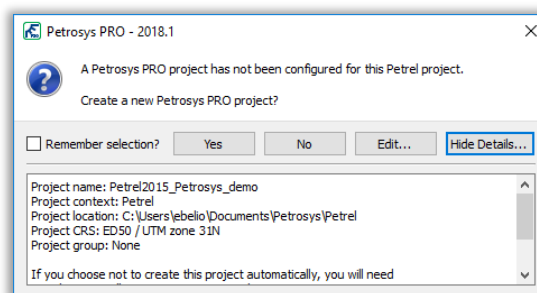 Petrosys PRO - 2018.1
A Petrosys PRO project has not been configured for this Petrel project.
Create a new Petrosys PRO project?
Remember selection? Yes No Edit... Hide Details...
Project name: Petrel2015_Petrosys_demo
Project context: Petrel
Project location: C:\Users\ebelio\Documents\Petrosys\Petrel
Project CRS: ED50 / UTM zone 31N
Project group: None
If you choose not to create this project automatically, you will need